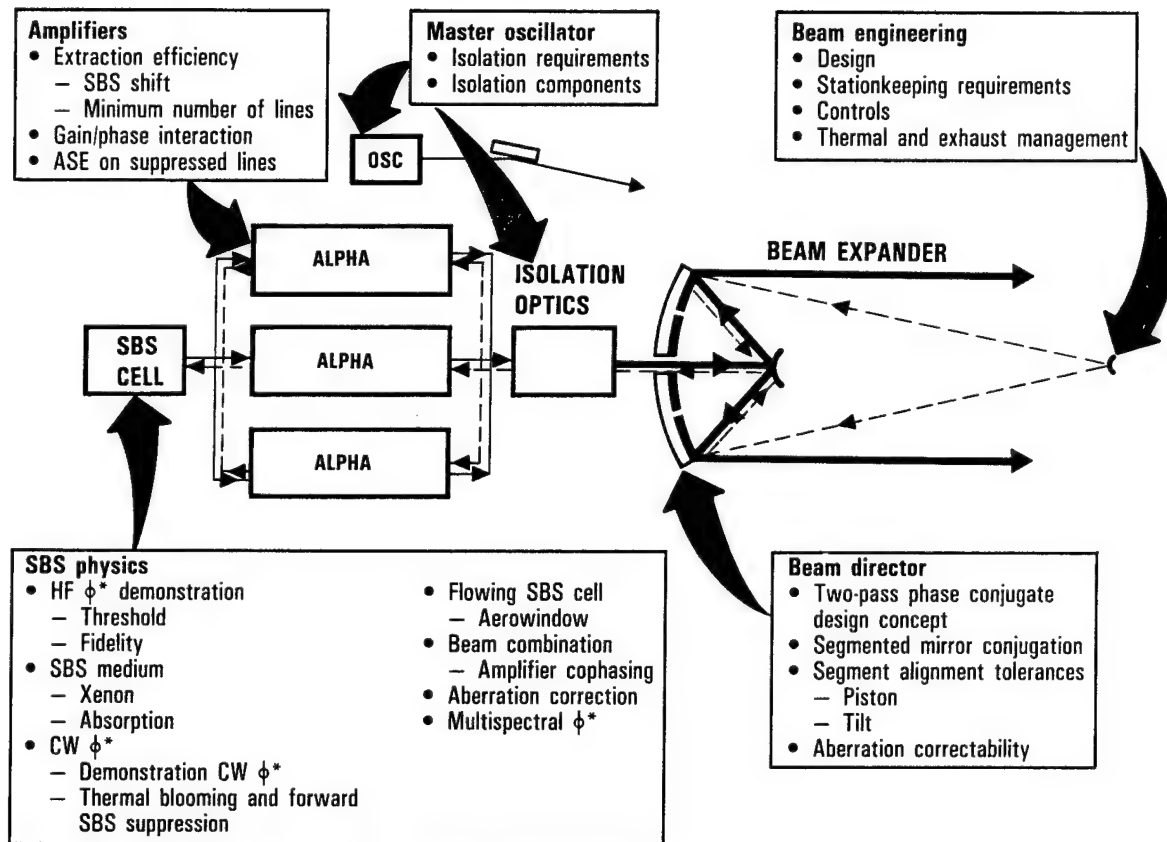 Amplifiers
• Extraction efficiency
– SBS shift
– Minimum number of lines
• Gain/phase interaction
• ASE on suppressed lines
Master oscillator
• Isolation requirements
• Isolation components
Beam engineering
• Design
• Stationkeeping requirements
• Controls
• Thermal and exhaust management
OSC
ALPHA
ISOLATION
OPTICS
BEAM EXPANDER
SBS
CELL
ALPHA
ALPHA
SBS physics
• HF ϕ* demonstration
– Threshold
– Fidelity
• SBS medium
– Xenon
– Absorption
• CW ϕ*
– Demonstration CW ϕ*
– Thermal blooming and forward
SBS suppression
• Flowing SBS cell
– Aerowindow
• Beam combination
– Amplifier cophasing
• Aberration correction
• Multispectral ϕ*
Beam director
• Two-pass phase conjugate
design concept
• Segmented mirror conjugation
• Segment alignment tolerances
– Piston
– Tilt
• Aberration correctability